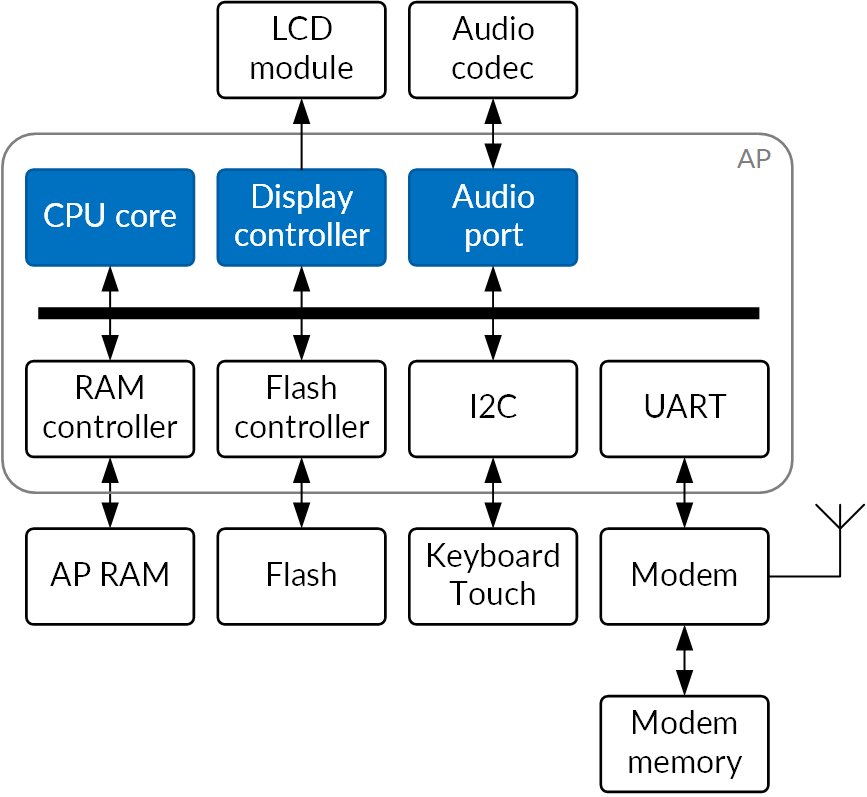 LCD
module
Audio
codec
AP
CPU core
Display
controller
Audio
port
RAM
controller
Flash
controller
I2C
UART
AP RAM
Flash
Keyboard
Touch
Modem
Modem
memory